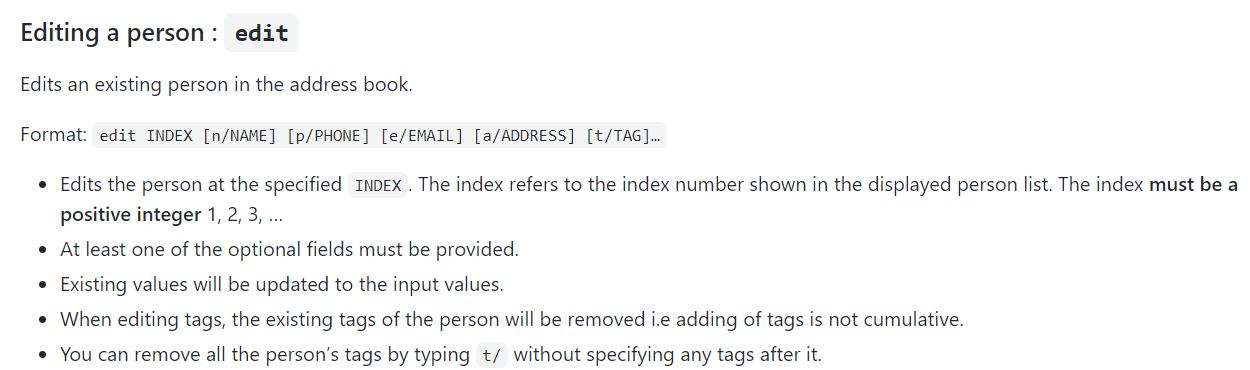 Editing a person : edit
Edits an existing person in the address book.
Format: edit INDEX [n/NAME] [p/PHONE] [e/EMAIL] [a/ADDRESS] [t/TAG]…
• Edits the person at the specified INDEX. The index refers to the index number shown in the displayed person list. The index must be a
positive integer 1, 2, 3, …
• At least one of the optional fields must be provided.
• Existing values will be updated to the input values.
• When editing tags, the existing tags of the person will be removed i.e adding of tags is not cumulative.
• You can remove all the person’s tags by typing t/ without specifying any tags after it.